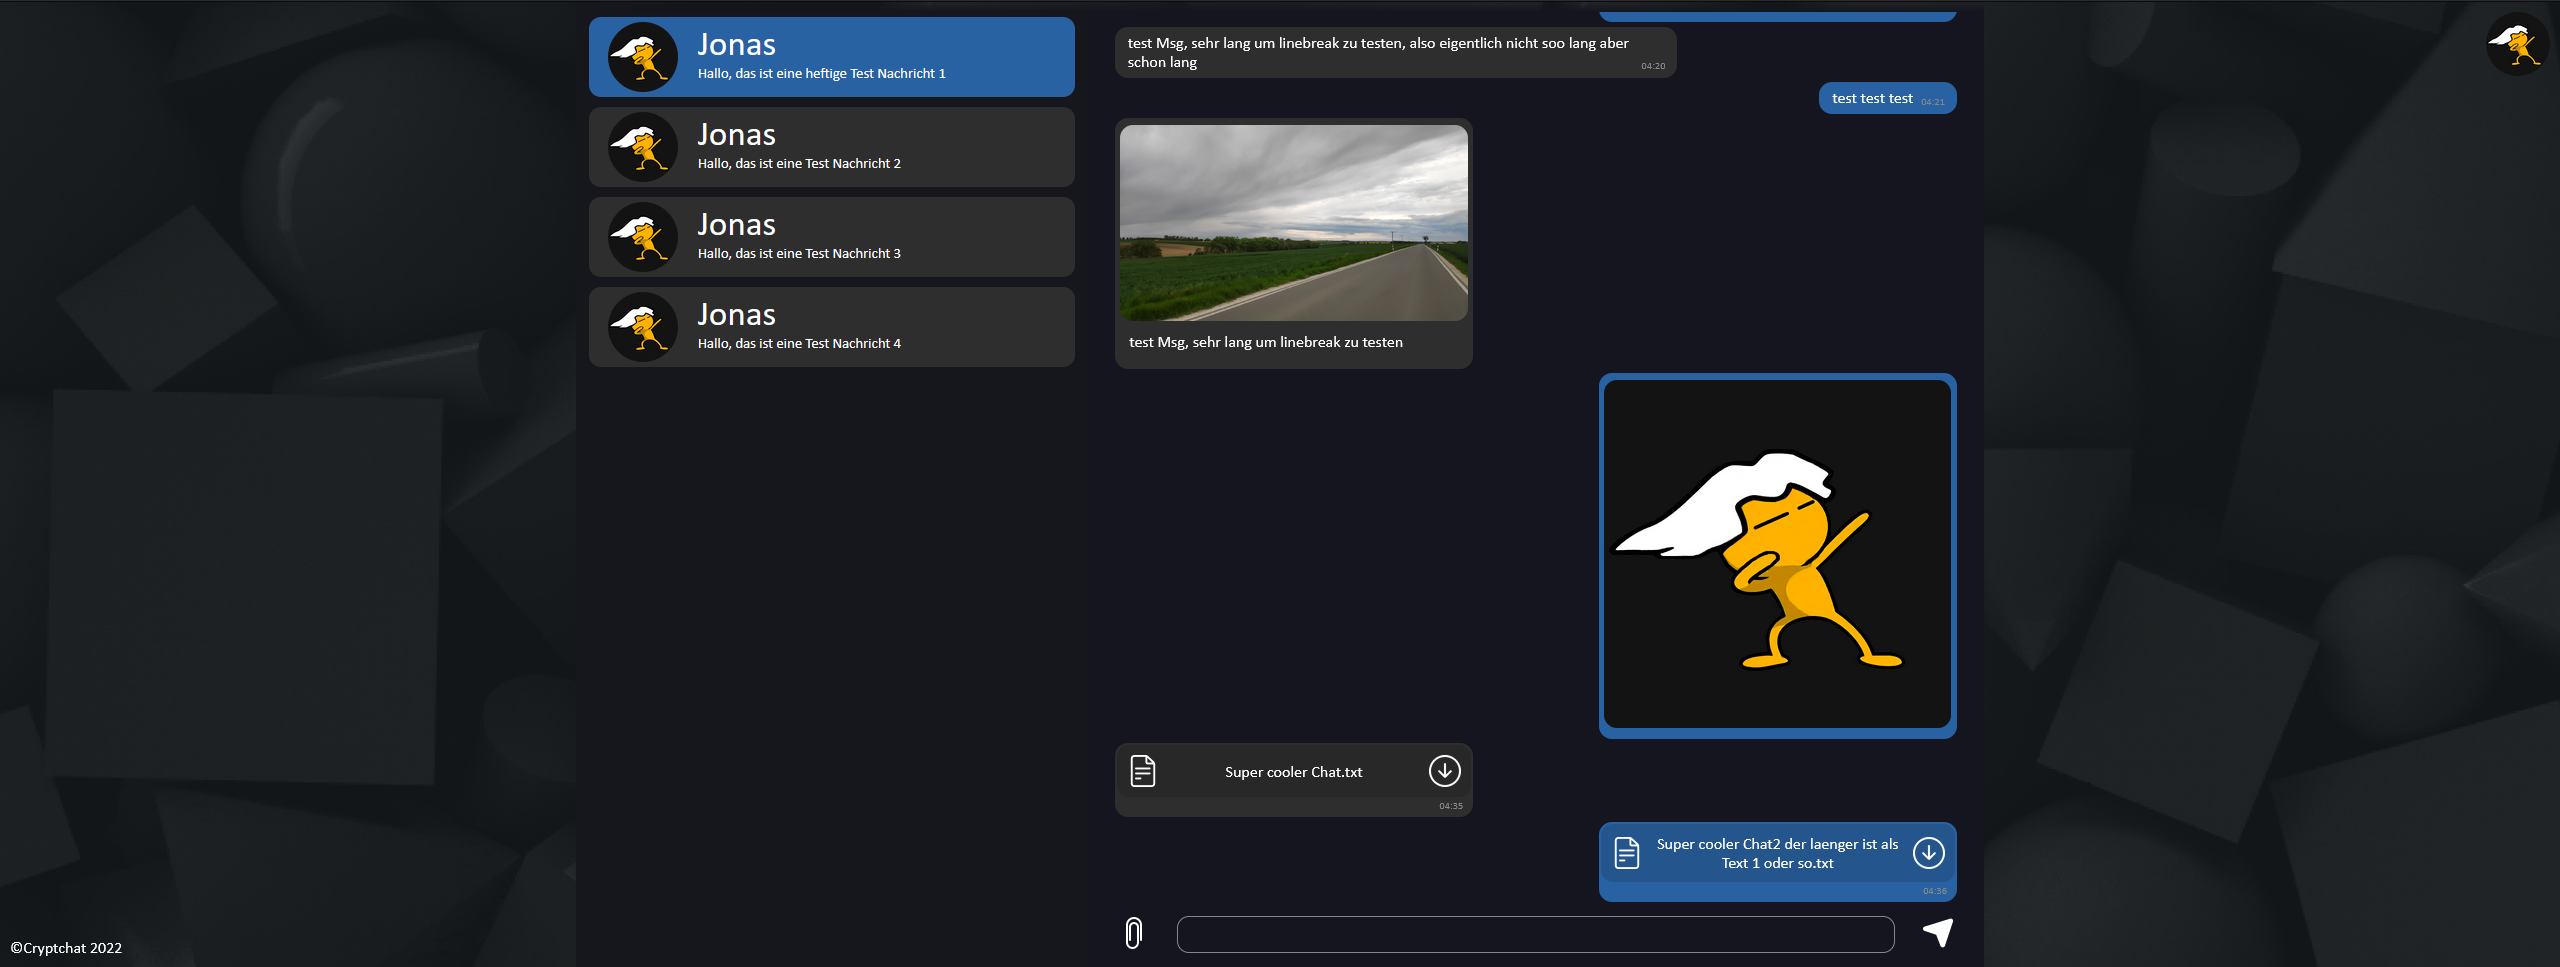 Jonas
Hallo, das ist eine heftige Test Nachricht 1
Jonas
Hallo, das ist eine Test Nachricht 2
Jonas
Hallo, das ist eine Test Nachricht 3
Jonas
Hallo, das ist eine Test Nachricht 4
test Msg, sehr lang um linebreak zu testen, also eigentlich nicht soo lang aber
schon lang
04:20
test test test
04:21
test Msg, sehr lang um linebreak zu testen
Super cooler Chat.txt
04:35
Super cooler Chat2 der laenger ist als
Text 1 oder so.txt
04:36
©Cryptchat 2022